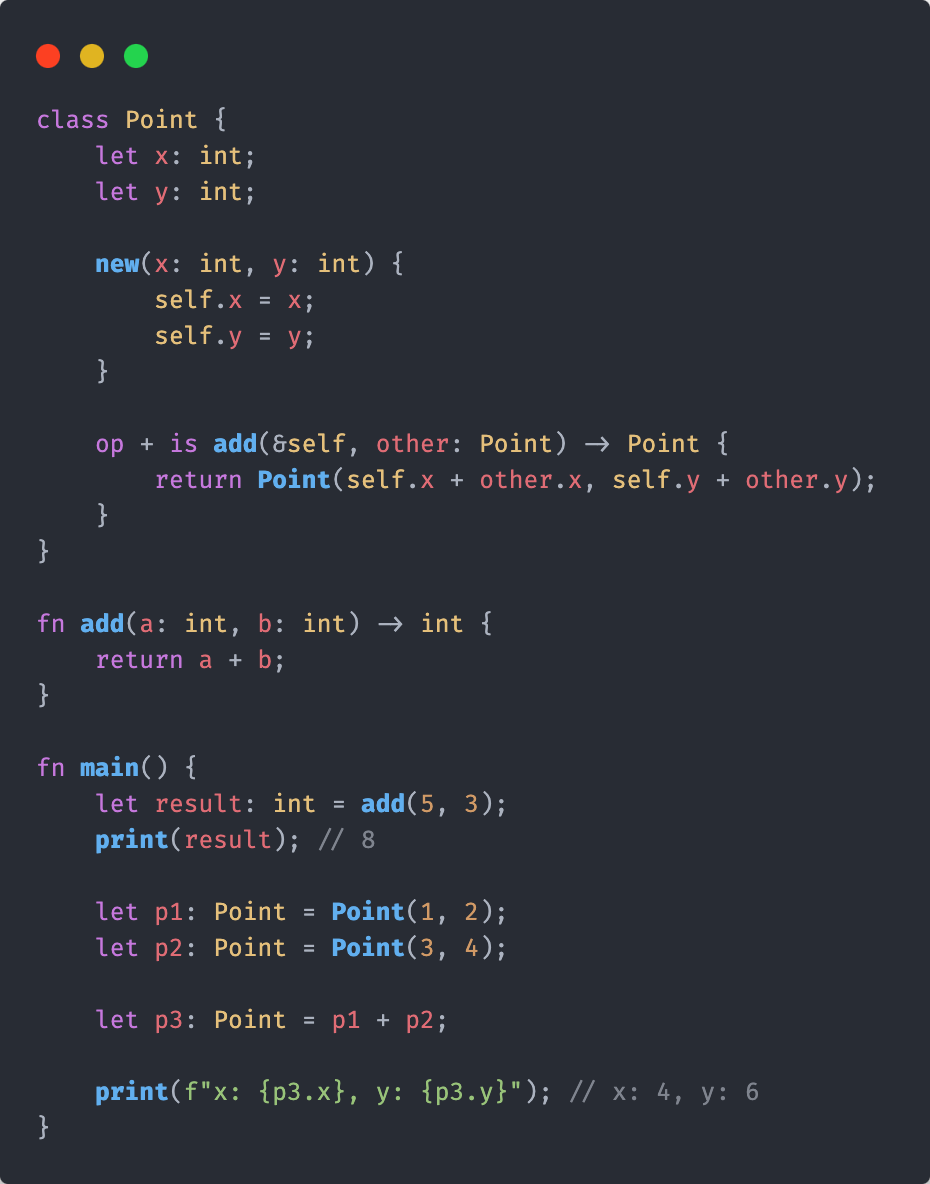 class Point {
    let x: int;
    let y: int;

    new(x: int, y: int) {
        self.x = x;
        self.y = y;
    }

    op + is add(&self, other: Point) -> Point {
        return Point(self.x + other.x, self.y + other.y);
    }
}

fn add(a: int, b: int) -> int {
    return a + b;
}

fn main() {
    let result: int = add(5, 3);
    print(result); // 8

    let p1: Point = Point(1, 2);
    let p2: Point = Point(3, 4);

    let p3: Point = p1 + p2;

    print(f"x: {p3.x}, y: {p3.y}"); // x: 4, y: 6
}